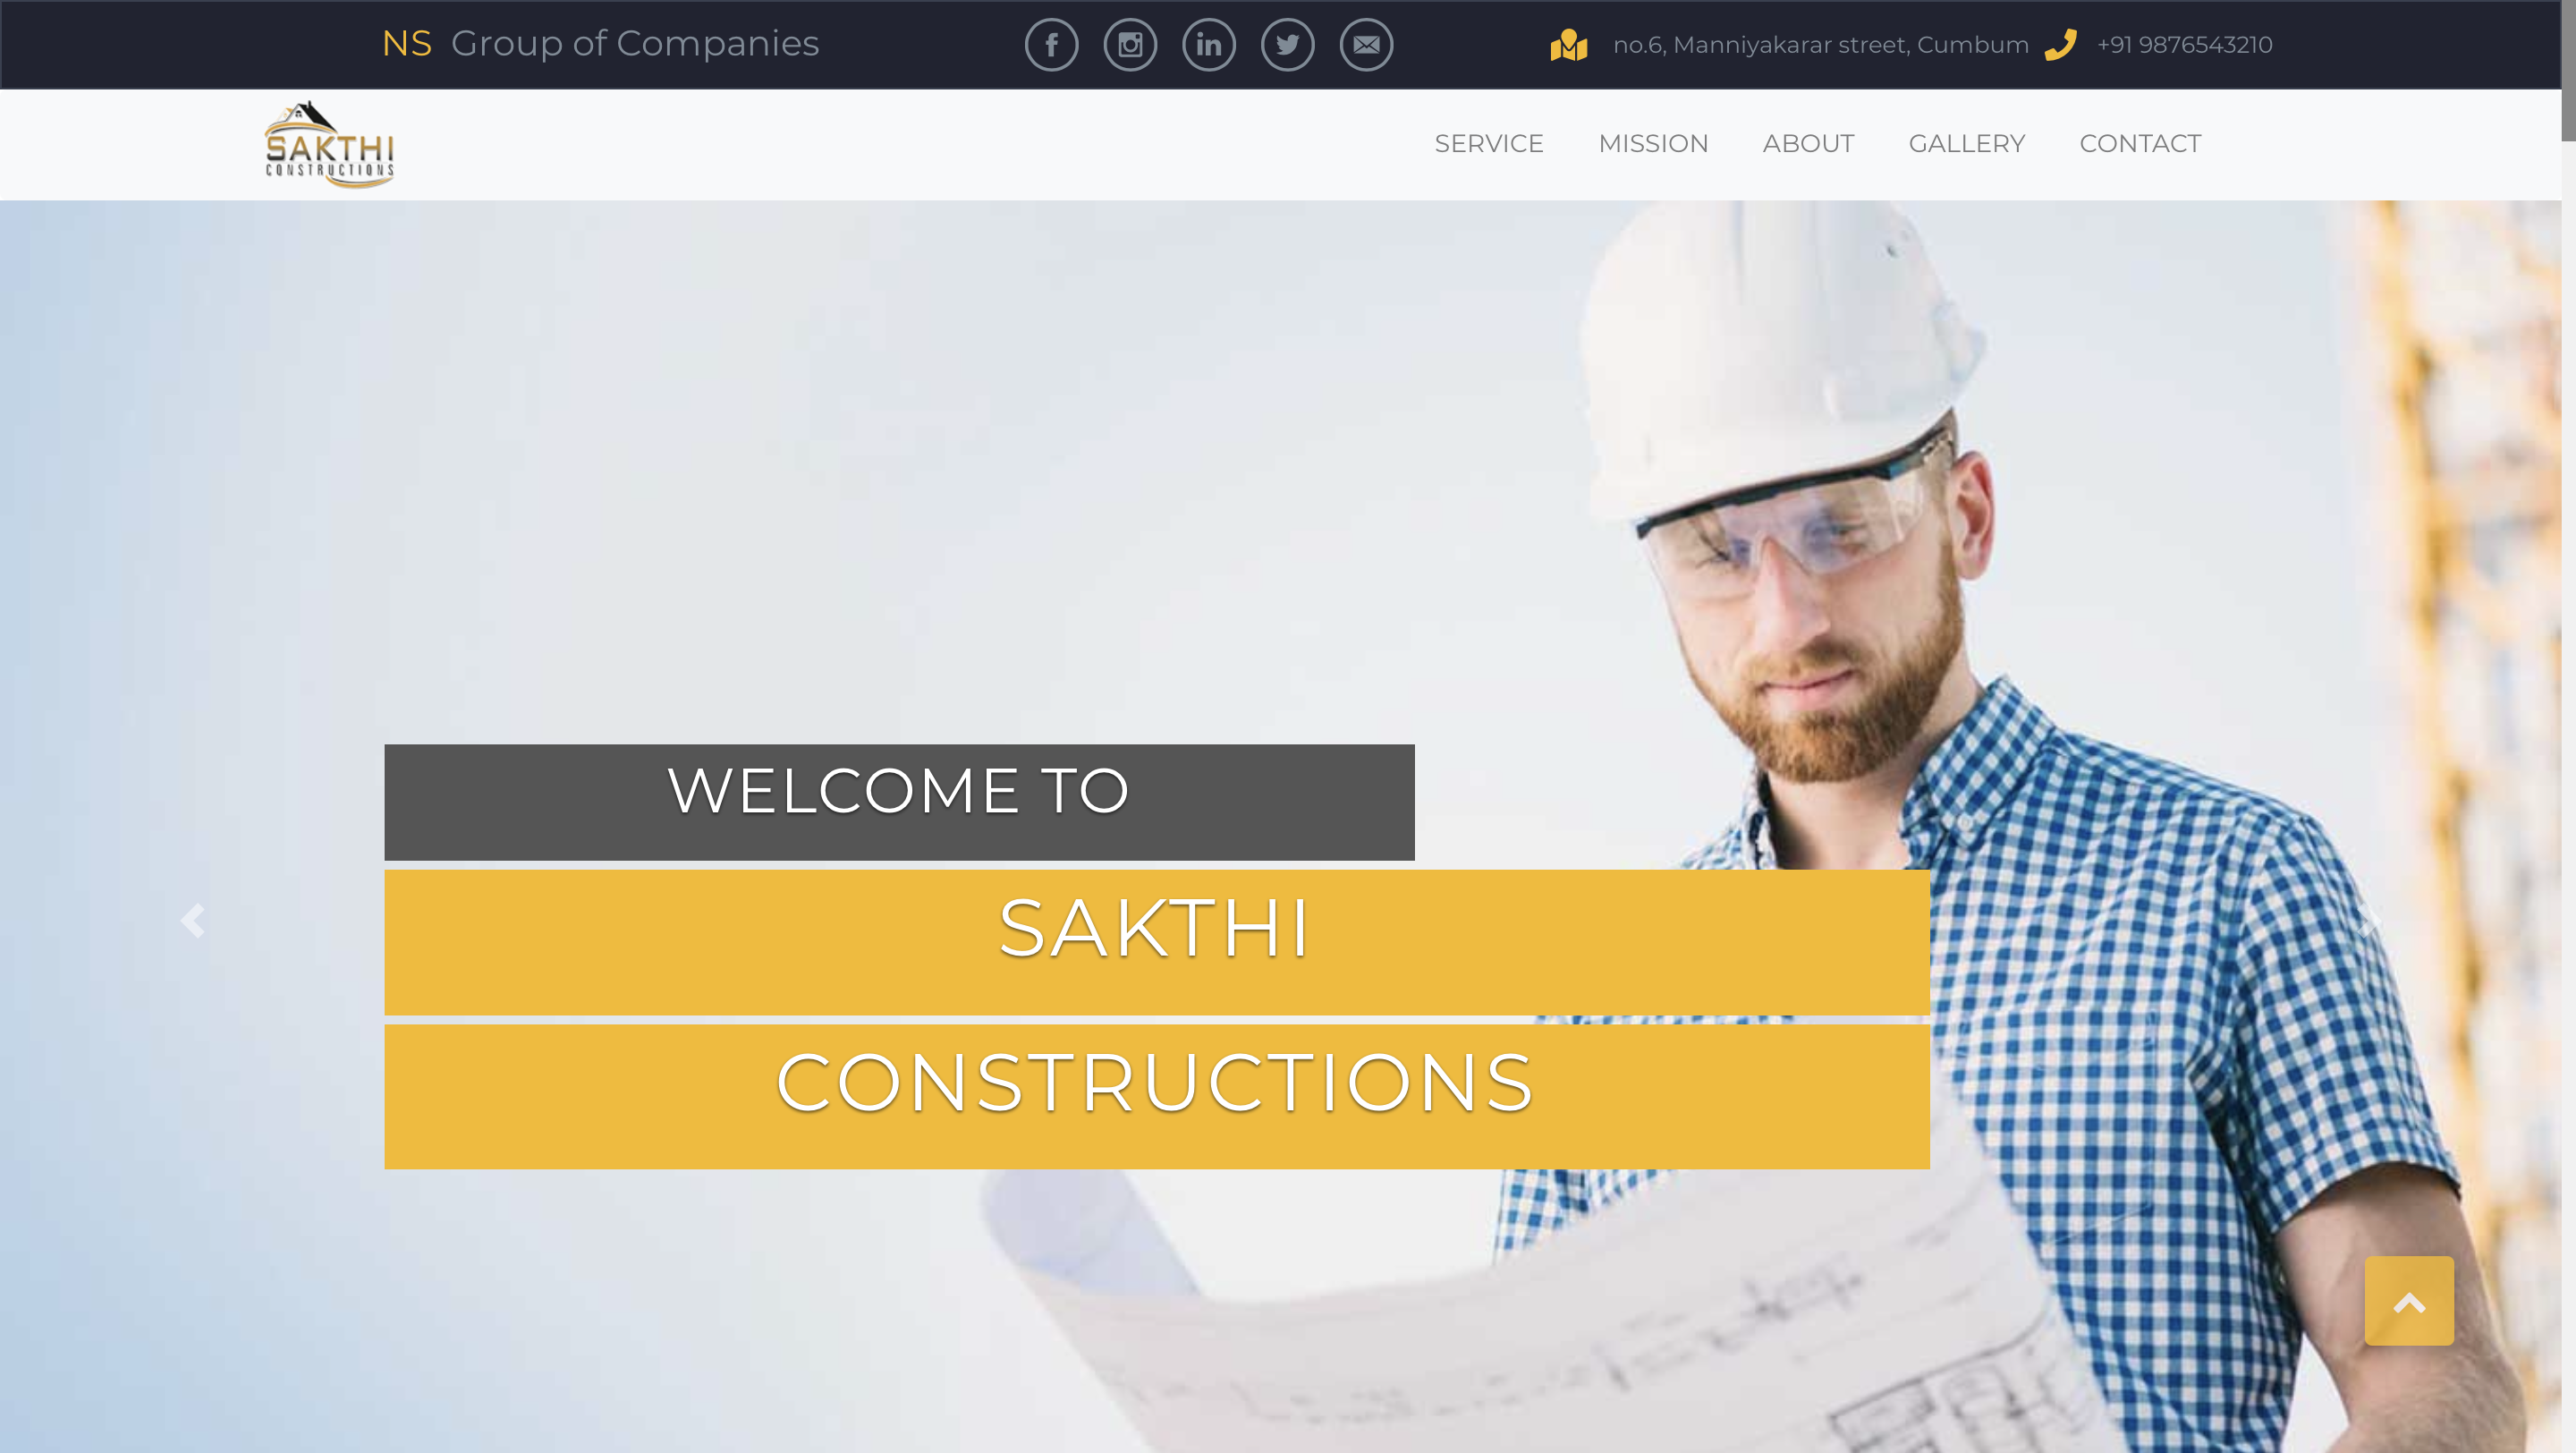 NS Group of Companies
no.6, Manniyakarar street, Cumbum
+91 9876543210
SAKTHI
CONSTRUCTIONS
SERVICE
MISSION
ABOUT
GALLERY
CONTACT
WELCOME TO
SAKTHI
CONSTRUCTIONS